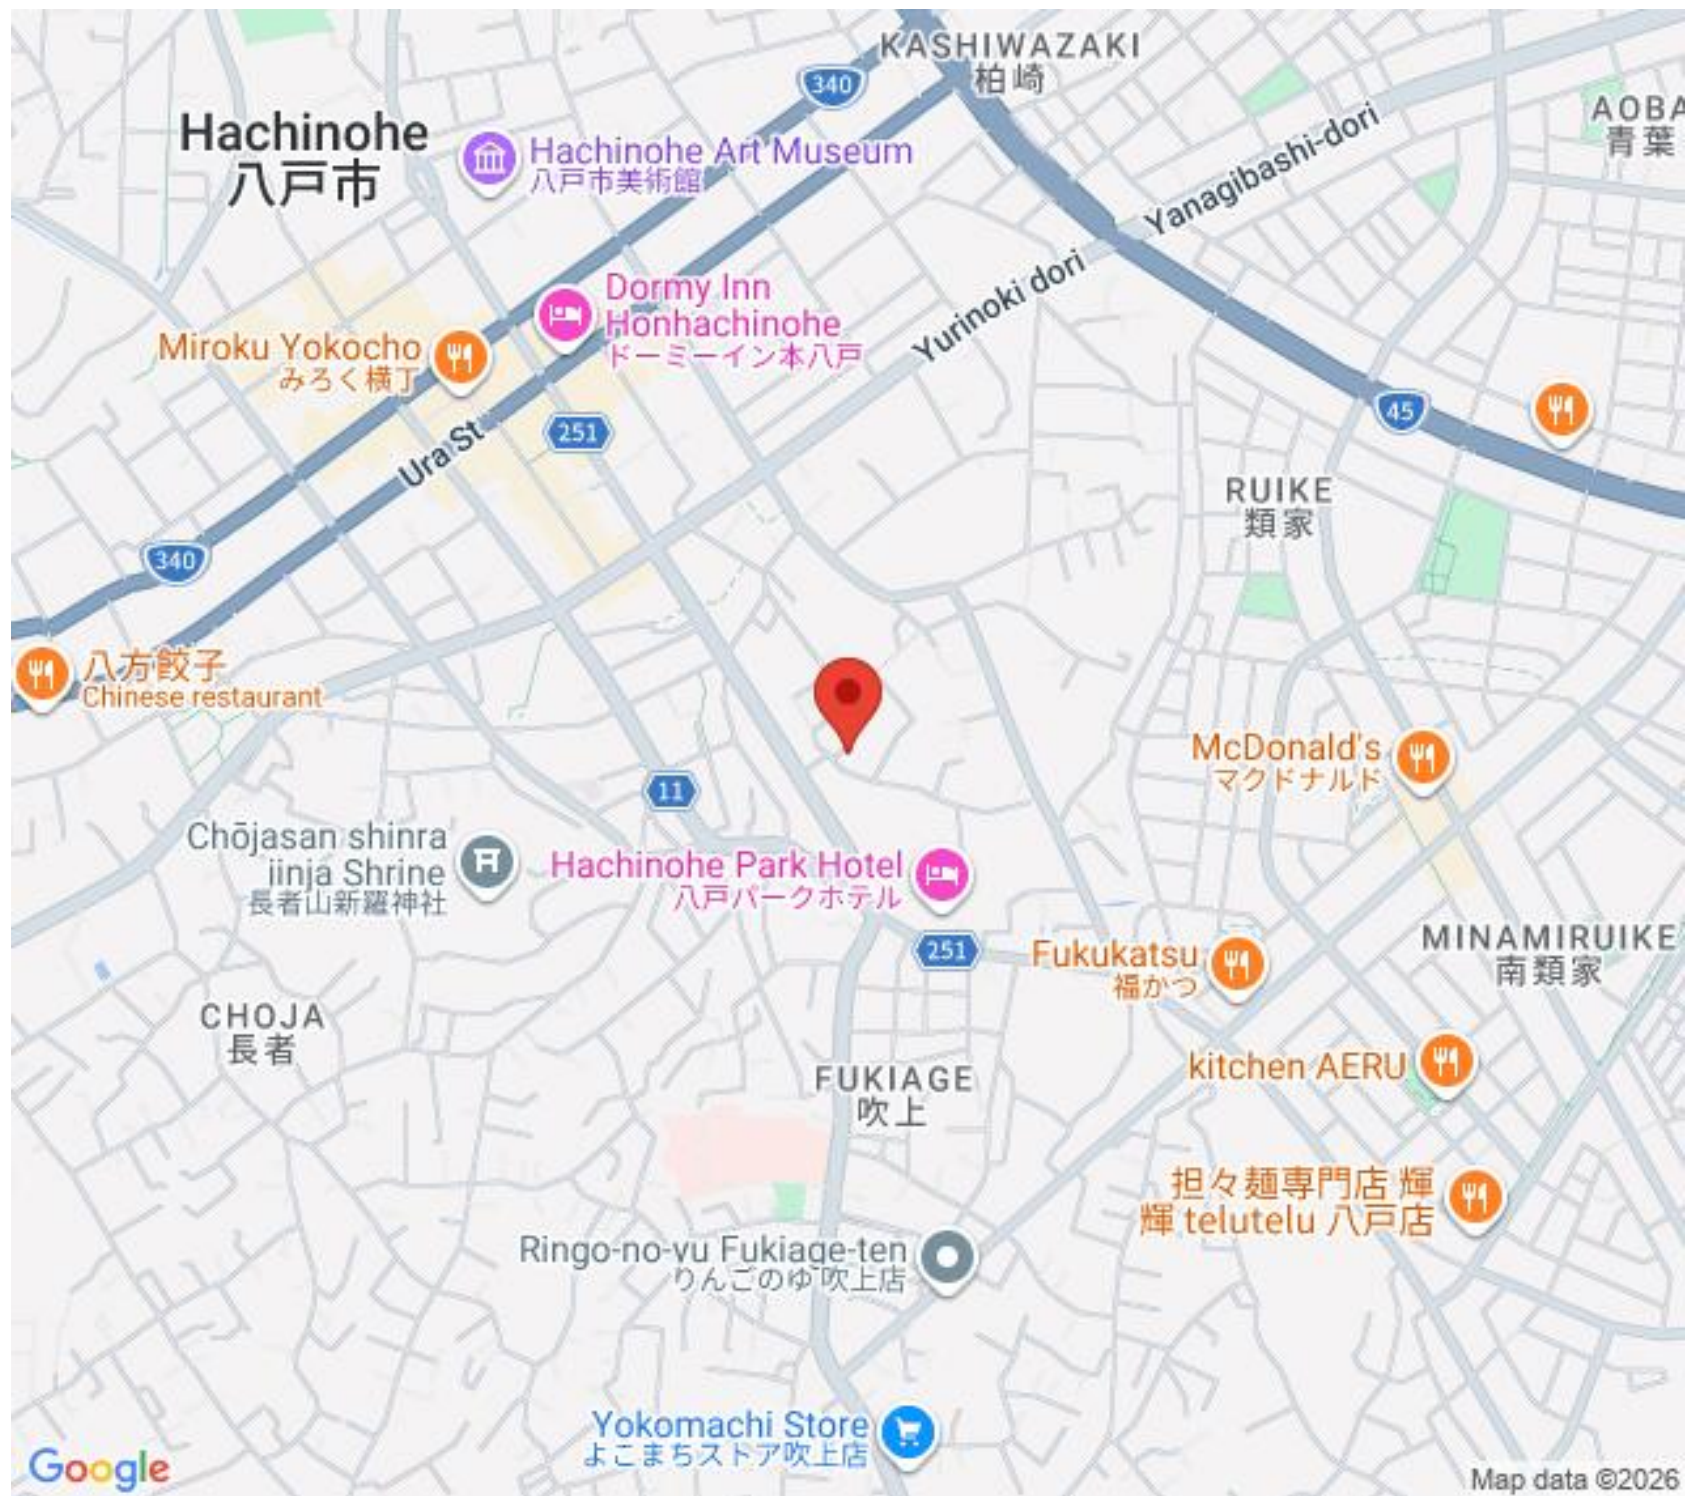 KASHIWAZAKI
柏崎
340
AOBA
青葉
Hachinohe
八戸市
Hachinohe Art Museum
八戸市美術館
Yanagibashi-dori
Yurinoki dori
Dormy Inn
Honhachinohe
ドーミーイン本八戸
Miroku Yokocho
みろく横丁
45
251
Ura St
RUIKE
類家
340
八方餃子
Chinese restaurant
McDonald's
マクドナルド
11
Chōjasan shinra
jinja Shrine
長者山新羅神社
Hachinohe Park Hotel
八戸パークホテル
251
Fukukatsu
福かつ
MINAMIRUIKE
南類家
CHOJA
長者
kitchen AERU
FUKIAGE
吹上
担々麺専門店 輝
輝 telutelu 八戸店
Ringo-no-yu Fukiage-ten
りんごのゆ 吹上店
Yokomachi Store
よこまちストア吹上店
Google
Map data ©2026